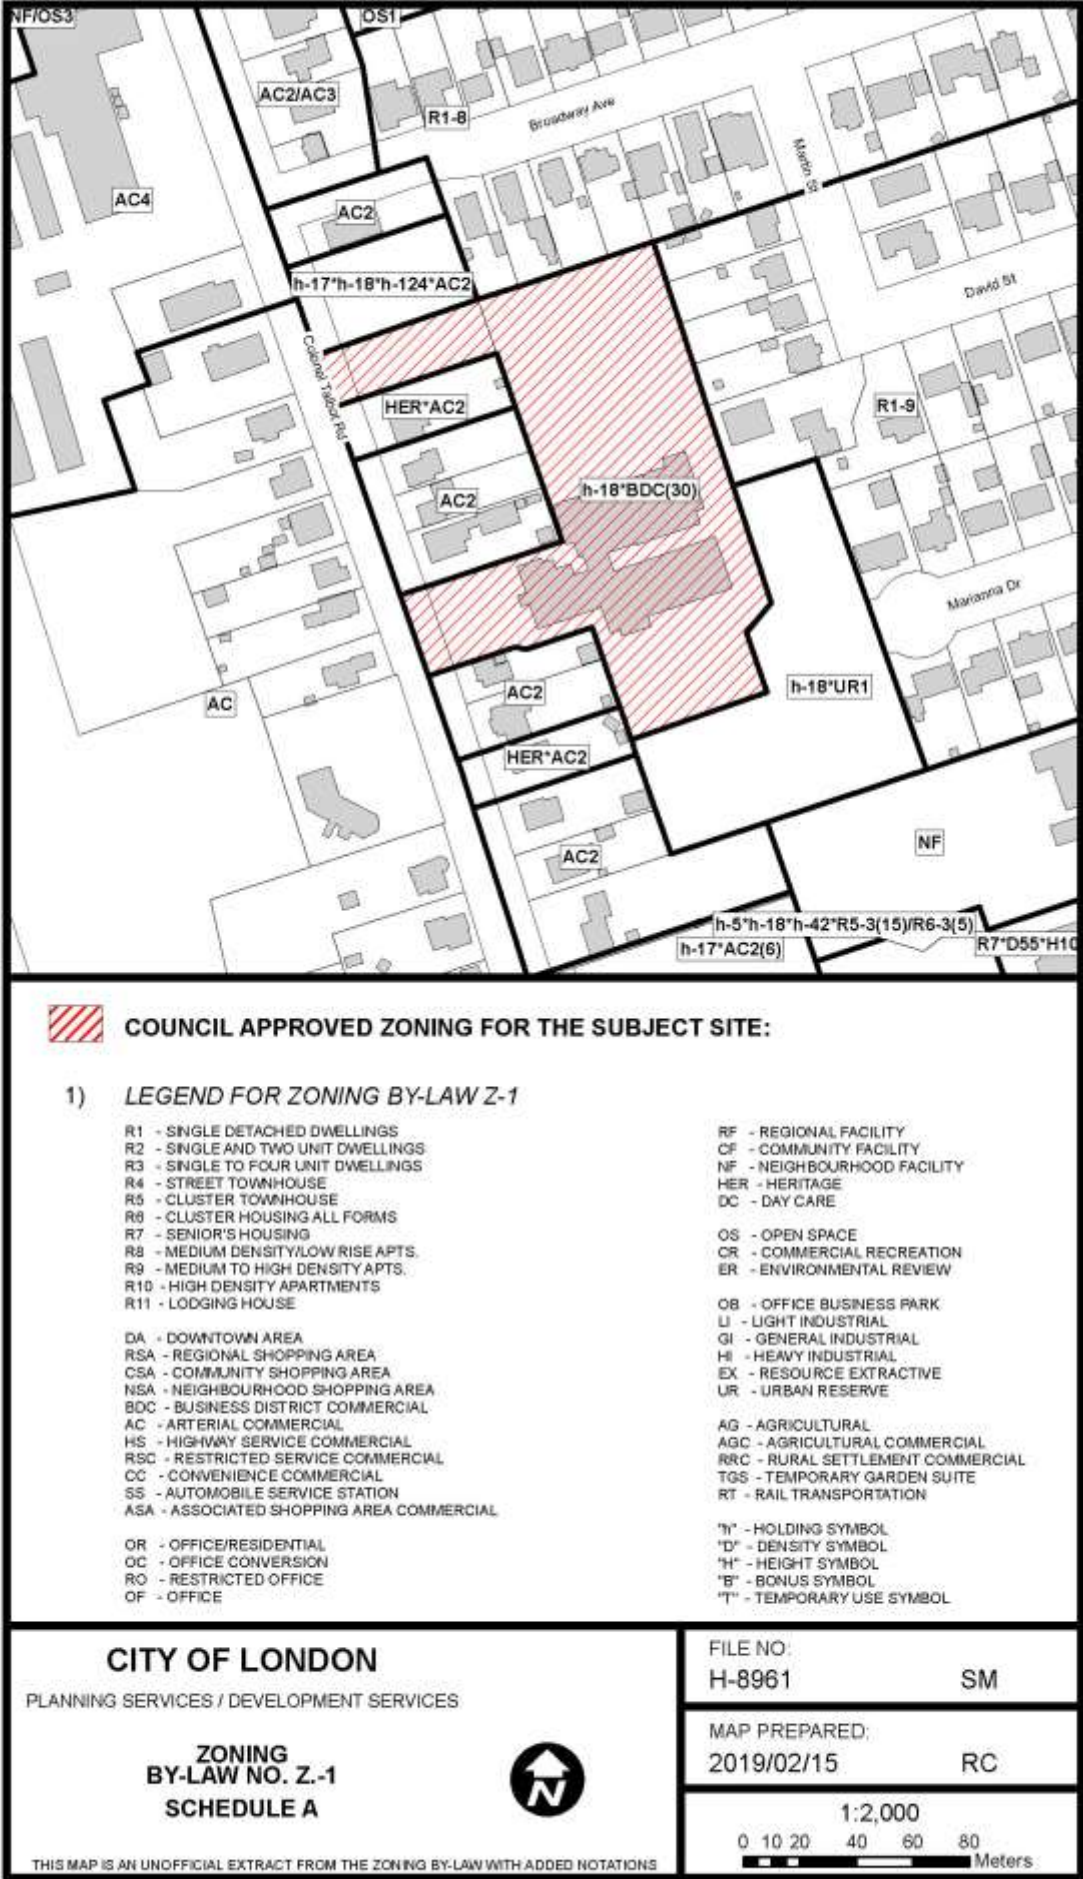 NF/OS3
OS1
AC2/AC3
R1-8
Broadway Ave
Martin St
AC4
AC2
h-17*h-18*h-124*AC2
David St
Colonel Talbot Rd
HER*AC2
R1-9
AC2
h-18*BDC(30)
Marianna Dr
AC2
h-18*UR1
AC
HER*AC2
NF
AC2
h-5*h-18*h-42*R5-3(15)/R6-3(5)
h-17*AC2(6)
R7*D55*H10
COUNCIL APPROVED ZONING FOR THE SUBJECT SITE:
1) LEGEND FOR ZONING BY-LAW Z-1
R1 - SINGLE DETACHED DWELLINGS
R2 - SINGLE AND TWO UNIT DWELLINGS
R3 - SINGLE TO FOUR UNIT DWELLINGS
R4 - STREET TOWNHOUSE
R5 - CLUSTER TOWNHOUSE
R6 - CLUSTER HOUSING ALL FORMS
R7 - SENIOR'S HOUSING
R8 - MEDIUM DENSITY/LOW RISE APTS.
R9 - MEDIUM TO HIGH DENSITY APTS.
R10 - HIGH DENSITY APARTMENTS
R11 - LODGING HOUSE
DA - DOWNTOWN AREA
RSA - REGIONAL SHOPPING AREA
CSA - COMMUNITY SHOPPING AREA
NSA - NEIGHBOURHOOD SHOPPING AREA
BDC - BUSINESS DISTRICT COMMERCIAL
AC - ARTERIAL COMMERCIAL
HS - HIGHWAY SERVICE COMMERCIAL
RSC - RESTRICTED SERVICE COMMERCIAL
CC - CONVENIENCE COMMERCIAL
SS - AUTOMOBILE SERVICE STATION
ASA - ASSOCIATED SHOPPING AREA COMMERCIAL
OR - OFFICE/RESIDENTIAL
OC - OFFICE CONVERSION
RO - RESTRICTED OFFICE
OF - OFFICE
RF - REGIONAL FACILITY
CF - COMMUNITY FACILITY
NF - NEIGHBOURHOOD FACILITY
HER - HERITAGE
DC - DAY CARE
OS - OPEN SPACE
CR - COMMERCIAL RECREATION
ER - ENVIRONMENTAL REVIEW
OB - OFFICE BUSINESS PARK
LI - LIGHT INDUSTRIAL
GI - GENERAL INDUSTRIAL
HI - HEAVY INDUSTRIAL
EX - RESOURCE EXTRACTIVE
UR - URBAN RESERVE
AG - AGRICULTURAL
AGC - AGRICULTURAL COMMERCIAL
RRC - RURAL SETTLEMENT COMMERCIAL
TGS - TEMPORARY GARDEN SUITE
RT - RAIL TRANSPORTATION
"h" - HOLDING SYMBOL
"D" - DENSITY SYMBOL
"H" - HEIGHT SYMBOL
"B" - BONUS SYMBOL
"T" - TEMPORARY USE SYMBOL
CITY OF LONDON
PLANNING SERVICES / DEVELOPMENT SERVICES
ZONING
BY-LAW NO. Z.-1
SCHEDULE A
N
THIS MAP IS AN UNOFFICIAL EXTRACT FROM THE ZONING BY-LAW WITH ADDED NOTATIONS
FILE NO:
H-8961 SM
MAP PREPARED:
2019/02/15 RC
1:2,000
0 10 20 40 60 80
Meters